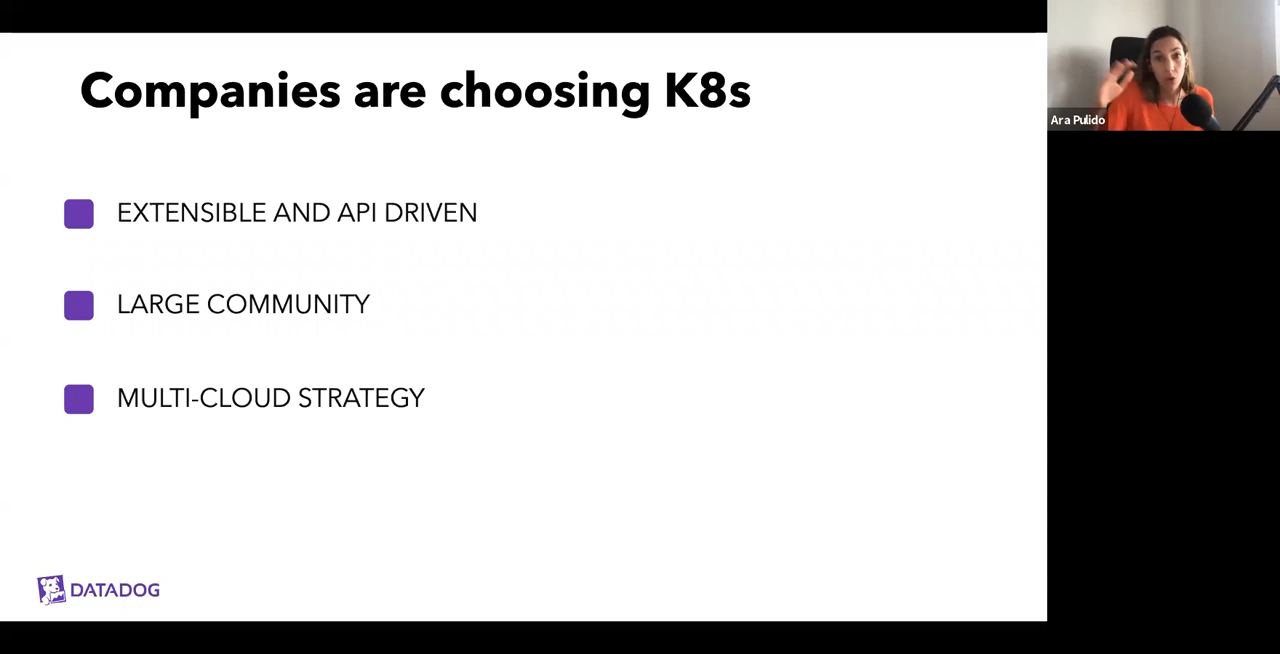 Companies are choosing K8s
EXTENSIBLE AND API DRIVEN
LARGE COMMUNITY
MULTI-CLOUD STRATEGY
DATADOG
Ara Pulido